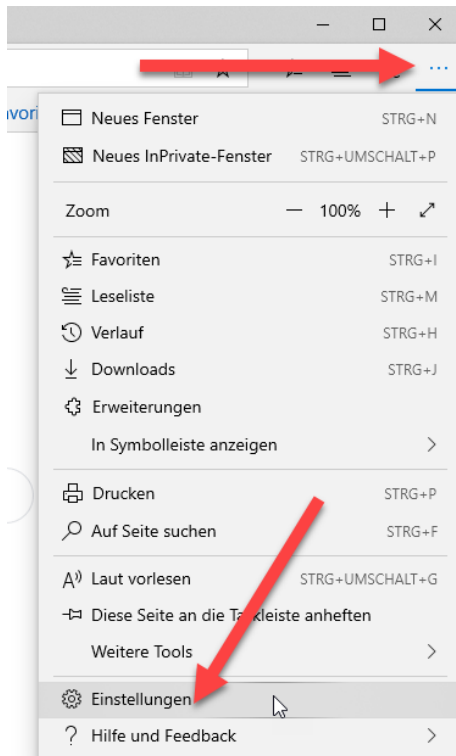 avori
Neues Fenster STRG+N
Neues InPrivate-Fenster STRG+UMSCHALT+P
Zoom — 100% +
Favoriten STRG+I
Leseliste STRG+M
Verlauf STRG+H
Downloads STRG+J
Erweiterungen
In Symbolleiste anzeigen
Drucken STRG+P
Auf Seite suchen STRG+F
Laut vorlesen STRG+UMSCHALT+G
Diese Seite an die Taskleiste anheften
Weitere Tools
Einstellungen
? Hilfe und Feedback